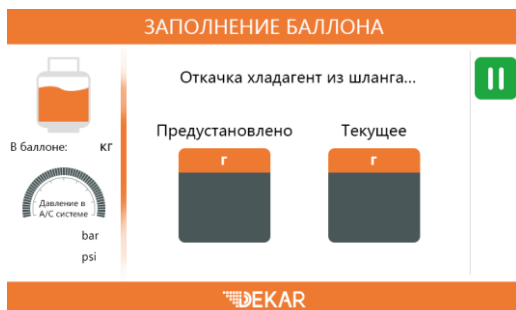 ЗАПОЛНЕНИЕ БАЛЛОНА
Откачка хладагент из шланга...
В баллоне: кг
Давление в
A/C системе
bar
psi
Предустановлено
г
Текущее
г
DEKAR